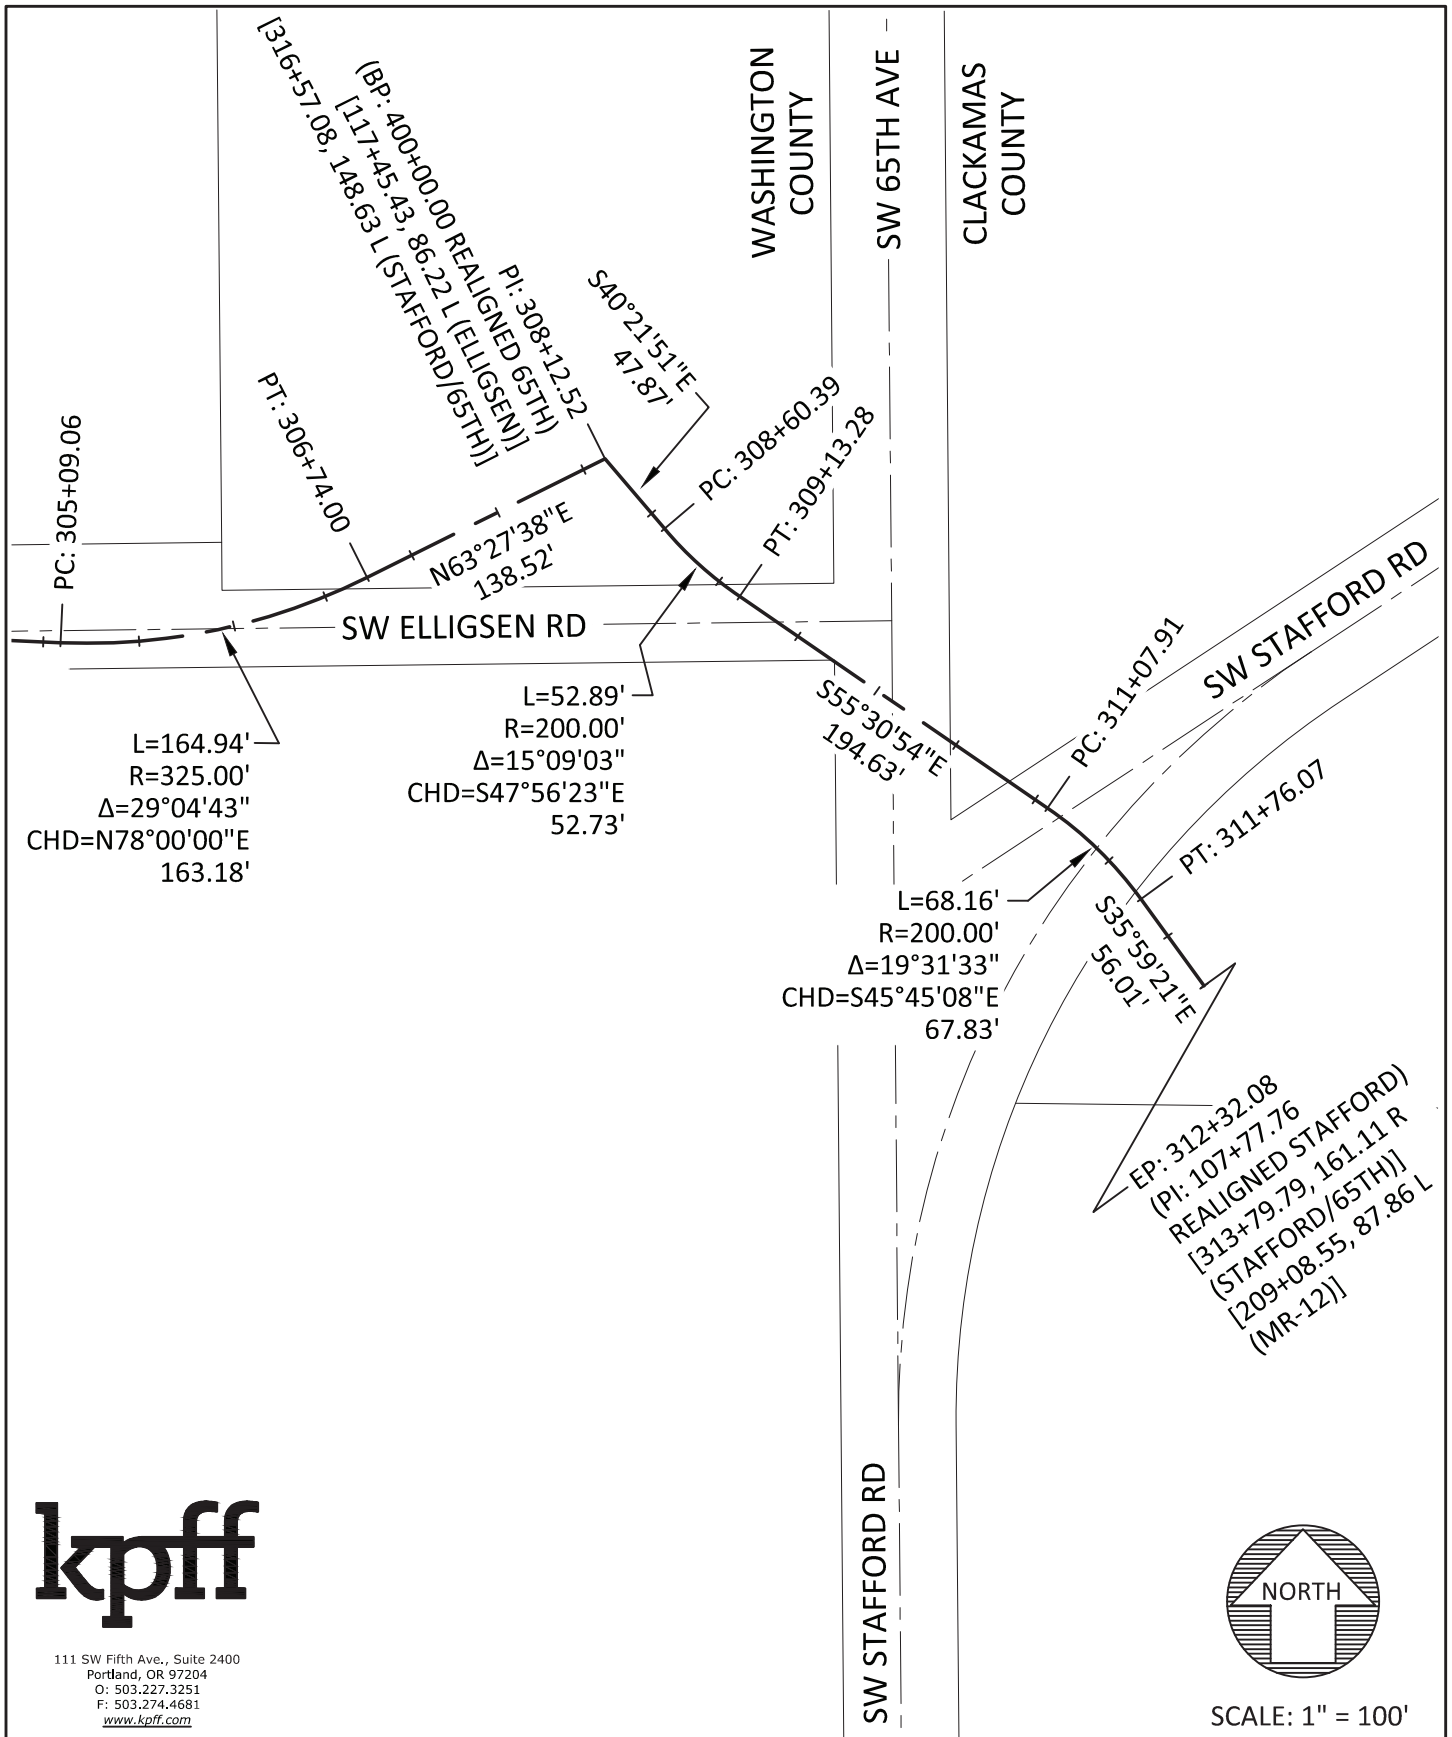 [316+57.08, 148.63 L (STAFFORD/65TH)]
[117+45.43, 86.22 L (ELLIGSEN)]
(BP: 400+00.00 REALIGNED 65TH)
PI: 308+12.52
S40°21'51"E
47.87'
WASHINGTON
COUNTY
SW 65TH AVE
CLACKAMAS
COUNTY
PC: 305+09.06
PT: 306+74.00
N63°27'38"E
138.52'
PC: 308+60.39
PT: 309+13.28
SW ELLIGSEN RD
SW STAFFORD RD
L=164.94'
R=325.00'
Δ=29°04'43"
CHD=N78°00'00"E
163.18'
L=52.89'
R=200.00'
Δ=15°09'03"
CHD=S47°56'23"E
52.73'
S55°30'54"E
194.63'
PC: 311+07.91
PT: 311+76.07
L=68.16'
R=200.00'
Δ=19°31'33"
CHD=S45°45'08"E
67.83'
S35°59'21"E
56.01'
EP: 312+32.08
(PI: 107+77.76
REALIGNED STAFFORD)
[313+79.79, 161.11 R
(STAFFORD/65TH)]
[209+08.55, 87.86 L
(MR-12)]
SW STAFFORD RD
kpff
111 SW Fifth Ave., Suite 2400
Portland, OR 97204
O: 503.227.3251
F: 503.274.4681
www.kpff.com
NORTH
SCALE: 1" = 100'